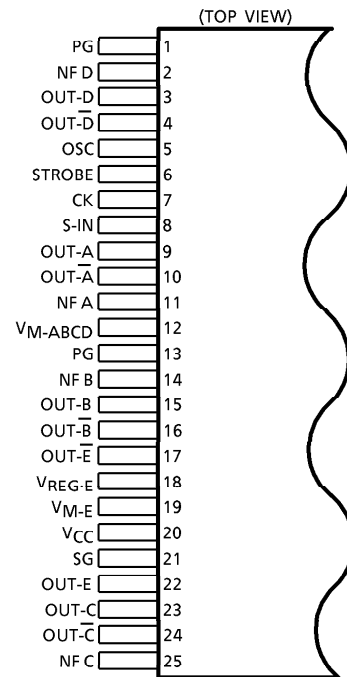 (TOP VIEW)
PG 1
NF D 2
OUT-D 3
OUT-D̅ 4
OSC 5
STROBE 6
CK 7
S-IN 8
OUT-A 9
OUT-A̅ 10
NF A 11
VM-ABCD 12
PG 13
NF B 14
OUT-B 15
OUT-B̅ 16
OUT-E̅ 17
VREG-E 18
VM-E 19
VCC 20
SG 21
OUT-E 22
OUT-C 23
OUT-C̅ 24
NF C 25